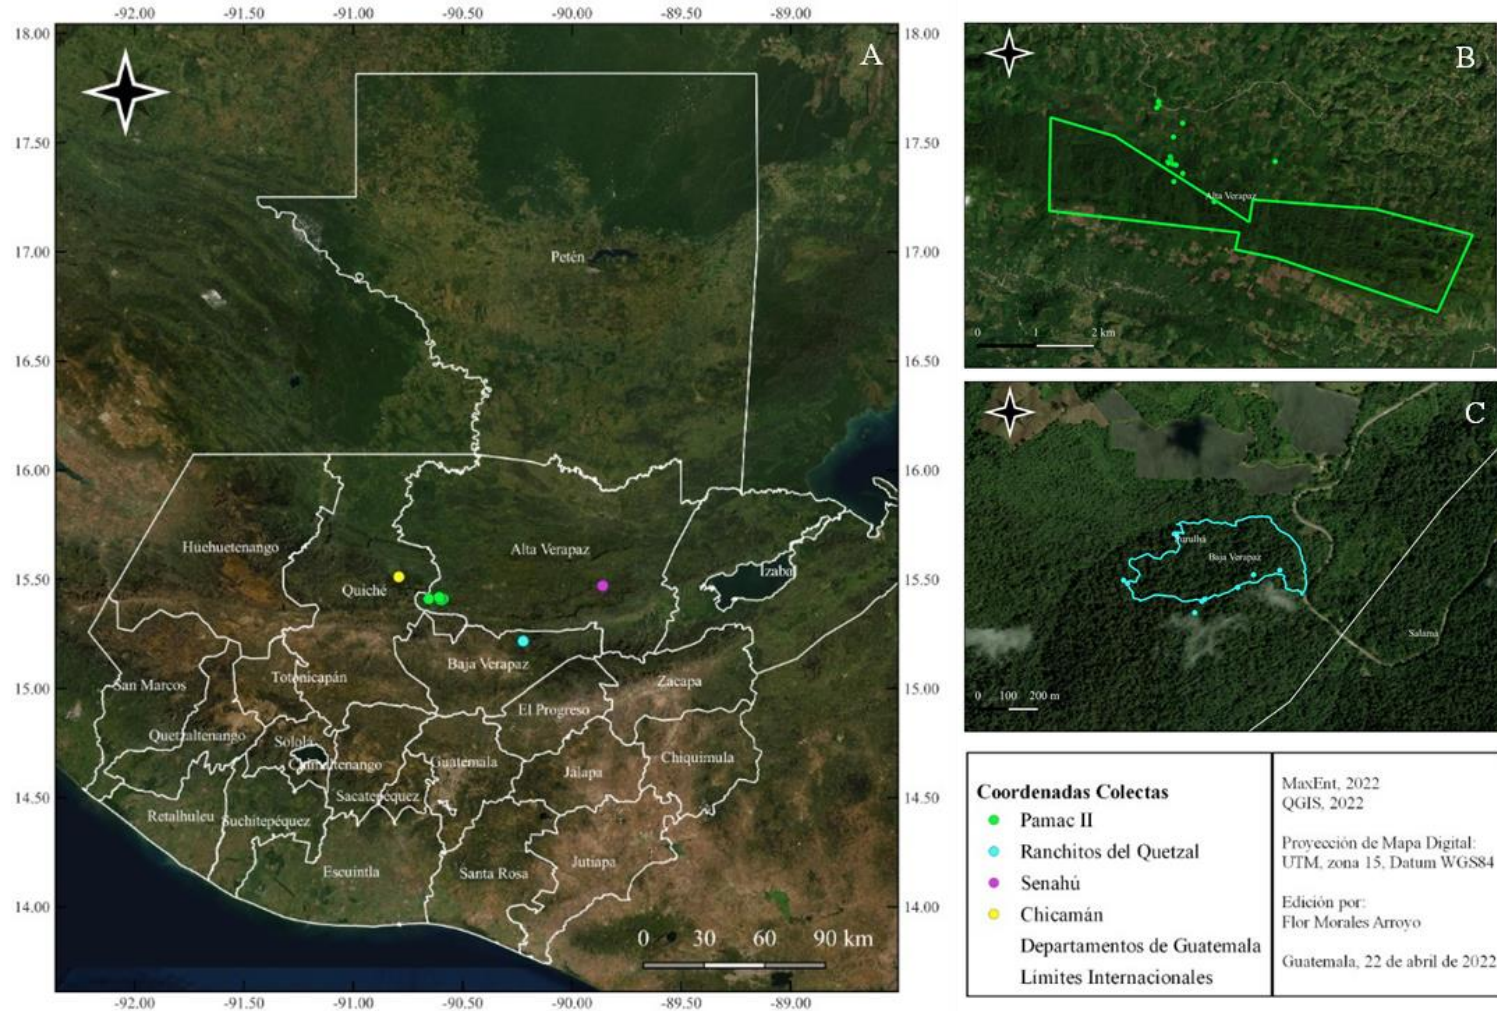 -92.00 -91.50 -91.00 -90.50 -90.00 -89.50 -89.00
18.00
17.50
17.00
16.50
16.00
15.50
15.00
14.50
14.00
A
Petén
Huehuetenango
Alta Verapaz
Izabal
Quiché
Baja Verapaz
San Marcos
Totonicapán
Zacapa
El Progreso
Quetzaltenango
Sololá
Chimaltenango
Guatemala
Chiquimula
Jalapa
Sacatepéquez
Retalhuleu
Suchitepéquez
Escuintla
Santa Rosa
Jutiapa
0 30 60 90 km
-92.00 -91.50 -91.00 -90.50 -90.00 -89.50 -89.00
18.00
17.50
17.00
16.50
16.00
15.50
15.00
14.50
14.00
B
Alta Verapaz
0 1 2 km
C
Purulhá
Baja Verapaz
Salamá
0 100 200 m
Coordenadas Colectas
Pamac II
Ranchitos del Quetzal
Senahú
Chicamán
Departamentos de Guatemala
Límites Internacionales
MaxEnt, 2022
QGIS, 2022
Proyección de Mapa Digital:
UTM, zona 15, Datum WGS84
Edición por:
Flor Morales Arroyo
Guatemala, 22 de abril de 2022